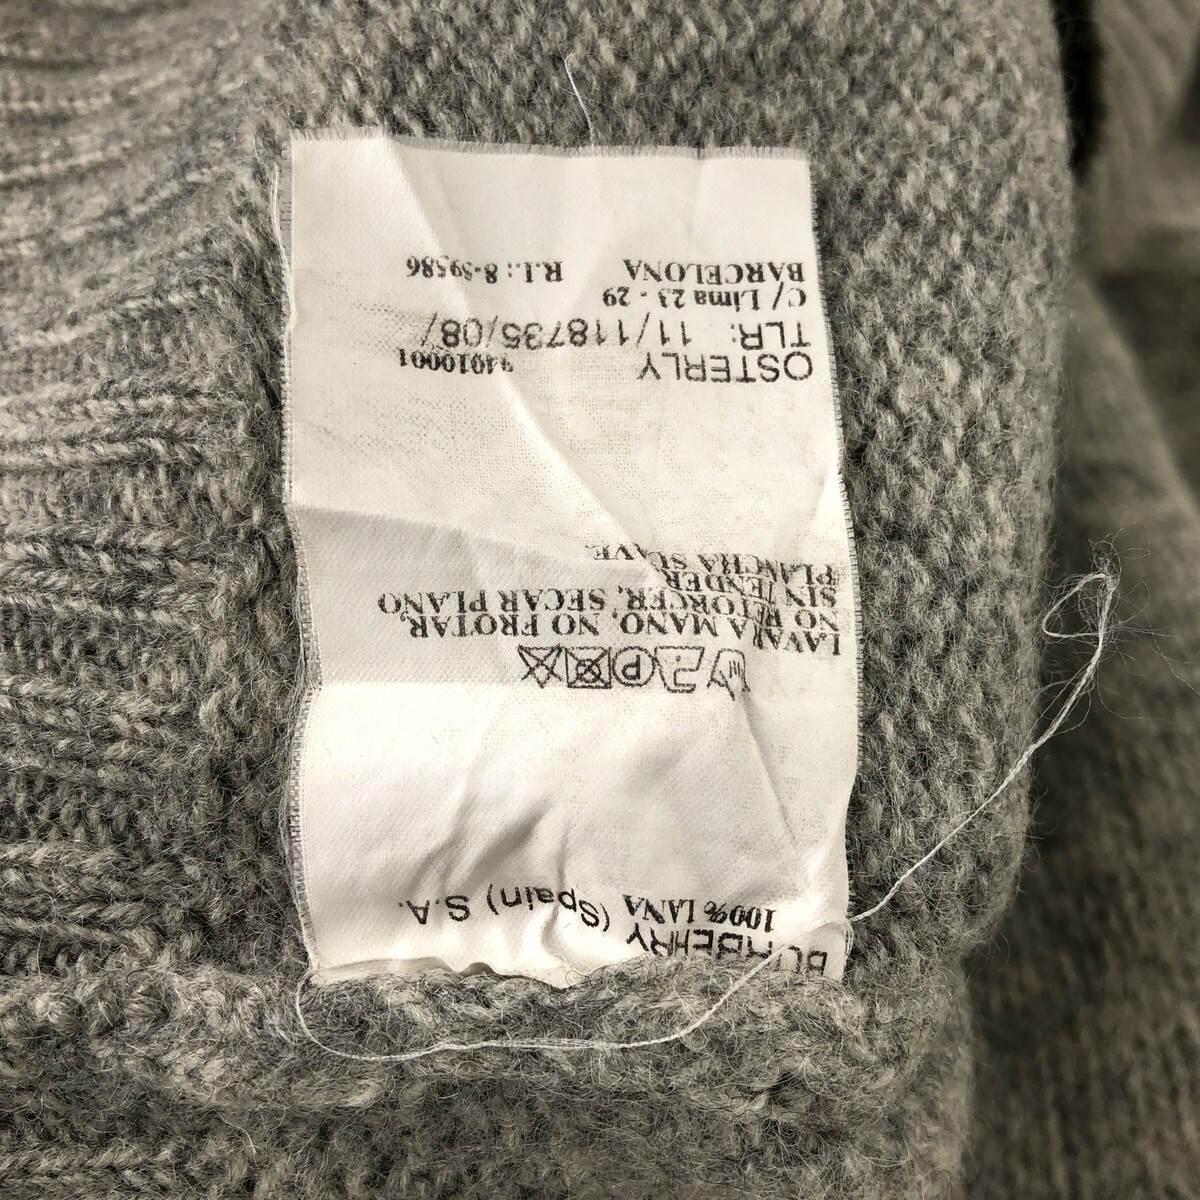 BURBERRY (Spain) S.A.
100% LANA
LAVAR A MANO, NO FROTAR,
NO RETORCER, SECAR PLANO
SIN TENDER
PLANCHA SUAVE.
OSTERLY 94010001
TLR: 11/118735/08/
C/ Lima 23 - 29
BARCELONA R.I.: 8-59586